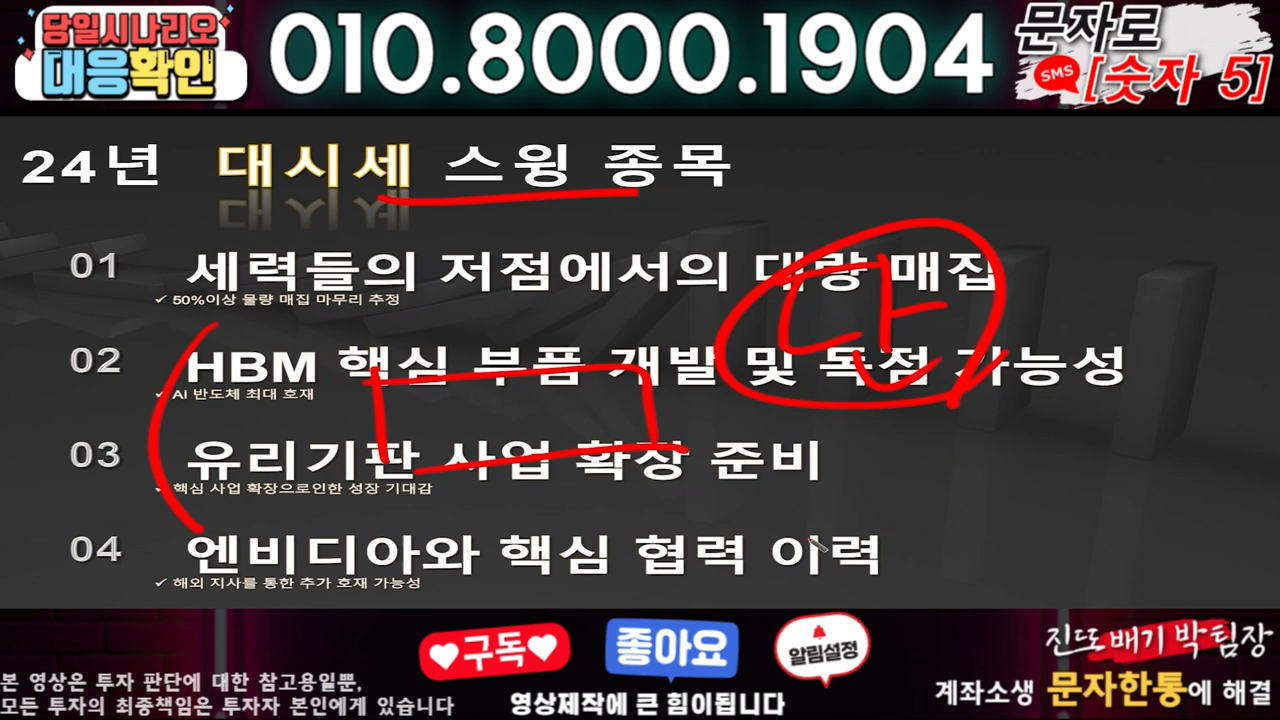 당일시나리오
대응확인
010.8000.1904
문자로
SMS [숫자 5]
24년 대시세 스윙 종목
01 세력들의 저점에서의 대량 매집
✓ 50%이상 물량 매집 마무리 추정
02 HBM 핵심 부품 개발 및 독점 가능성
✓ AI 반도체 최대 호재
03 유리기판 사업 확장 준비
✓ 핵심 사업 확장으로인한 성장 기대감
04 엔비디아와 핵심 협력 이력
✓ 해외 지사를 통한 추가 호재 가능성
구독
좋아요
알림설정
영상제작에 큰 힘이됩니다
본 영상은 투자 판단에 대한 참고용일뿐,
모든 투자의 최종책임은 투자자 본인에게 있습니다
진또배기 박팀장
계좌소생 문자한통에 해결